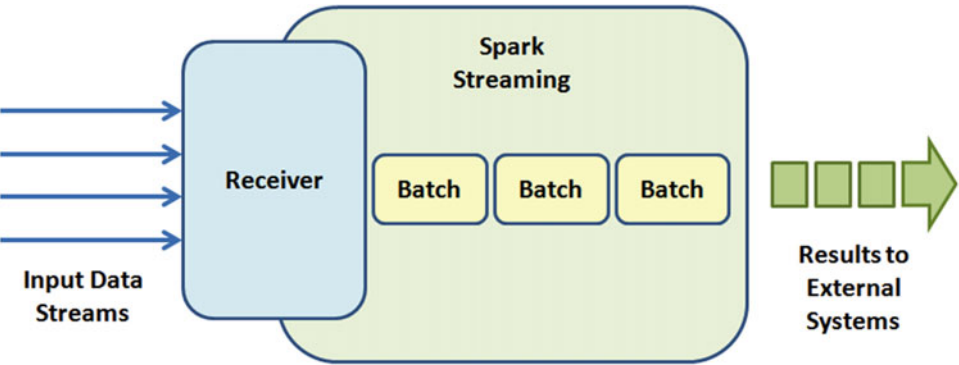 Spark
Streaming
Receiver
Batch
Batch
Batch
Input Data
Streams
Results to
External
Systems